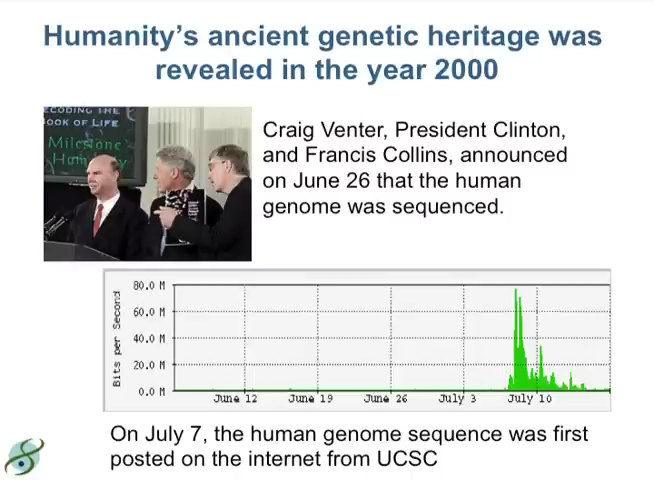 Humanity's ancient genetic heritage was
revealed in the year 2000
ECODING THE
OOK OF LIFE
Milestone
Hum y
Craig Venter, President Clinton,
and Francis Collins, announced
on June 26 that the human
genome was sequenced.
Bits per Second
80.0 M
60.0 M
40.0 M
20.0 M
0.0 M
June 12 June 19 June 26 July 3 July 10
On July 7, the human genome sequence was first
posted on the internet from UCSC